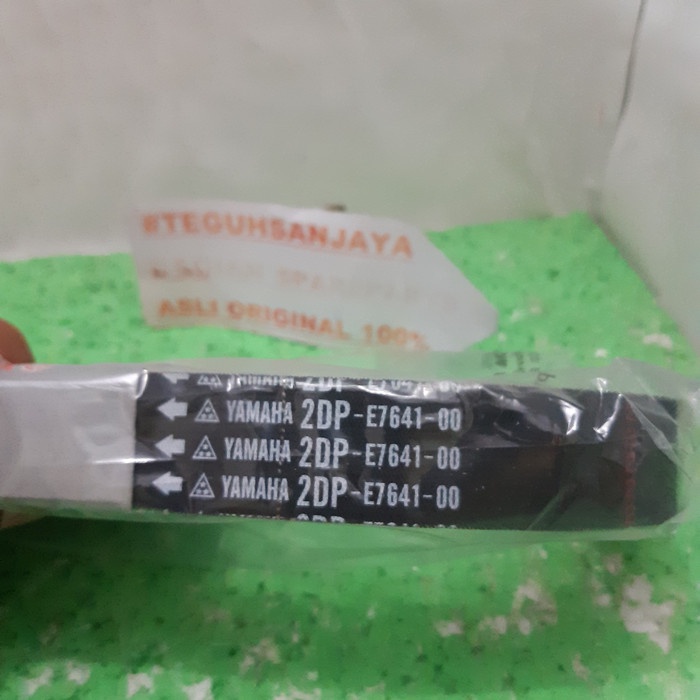 #TEGUHSANJAYA
ASLI ORIGINAL 100%
YAMAHA 2DP-E7641-00
YAMAHA 2DP-E7641-00
YAMAHA 2DP-E7641-00